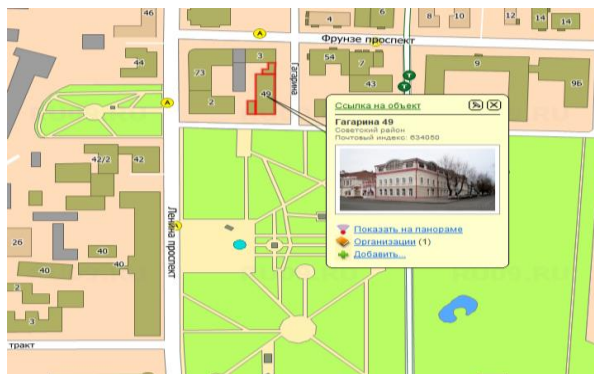 46
4
6
8
10
12
14
14
А
Фрунзе проспект
44
73
3
54
7
9
Т
Т
43
9б
49
2
Гагарина
А
Ссылка на объект
Гагарина 49
Советский район
Почтовый индекс: 634050
Показать на панораме
Организации (1)
Добавить...
42/2
42
Ленина проспект
26
40
40
40
2
3
тракт